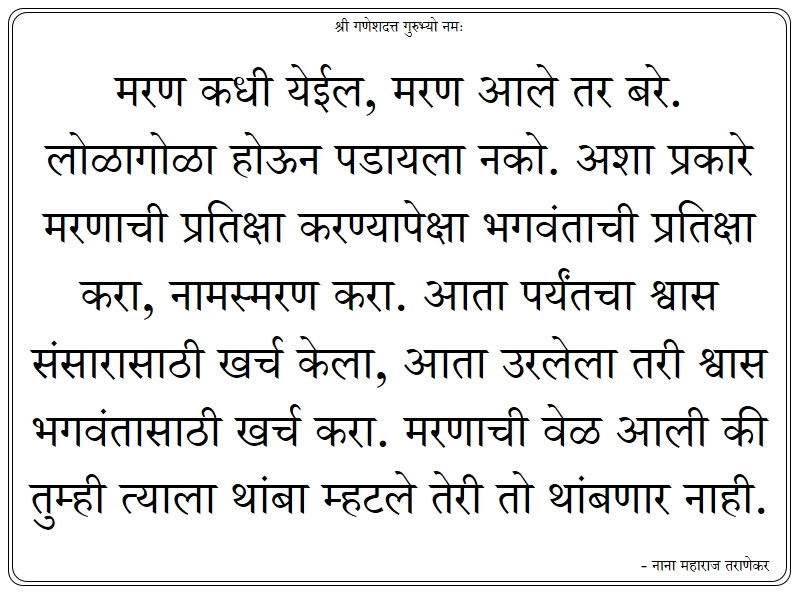 श्री गणेशदत्त गुरुभ्यो नमः
मरण कधी येईल, मरण आले तर बरे.
लोळागोळा होऊन पडायला नको. अशा प्रकारे
मरणाची प्रतिक्षा करण्यापेक्षा भगवंताची प्रतिक्षा
करा, नामस्मरण करा. आता पर्यंतचा श्वास
संसारासाठी खर्च केला, आता उरलेला तरी श्वास
भगवंतासाठी खर्च करा. मरणाची वेळ आली की
तुम्ही त्याला थांबा म्हटले तेरी तो थांबणार नाही.
- नाना महाराज तराणेकर